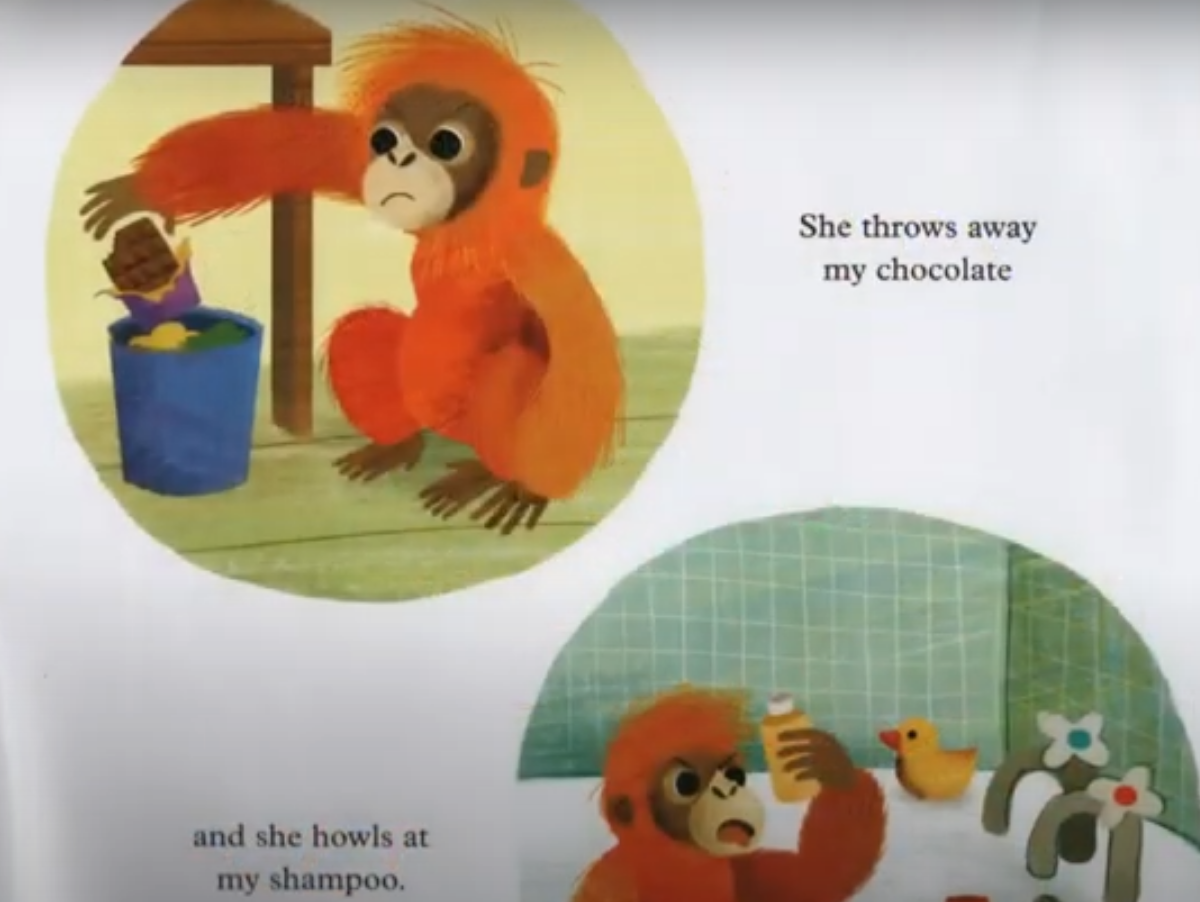 She throws away
my chocolate
and she howls at
my shampoo.